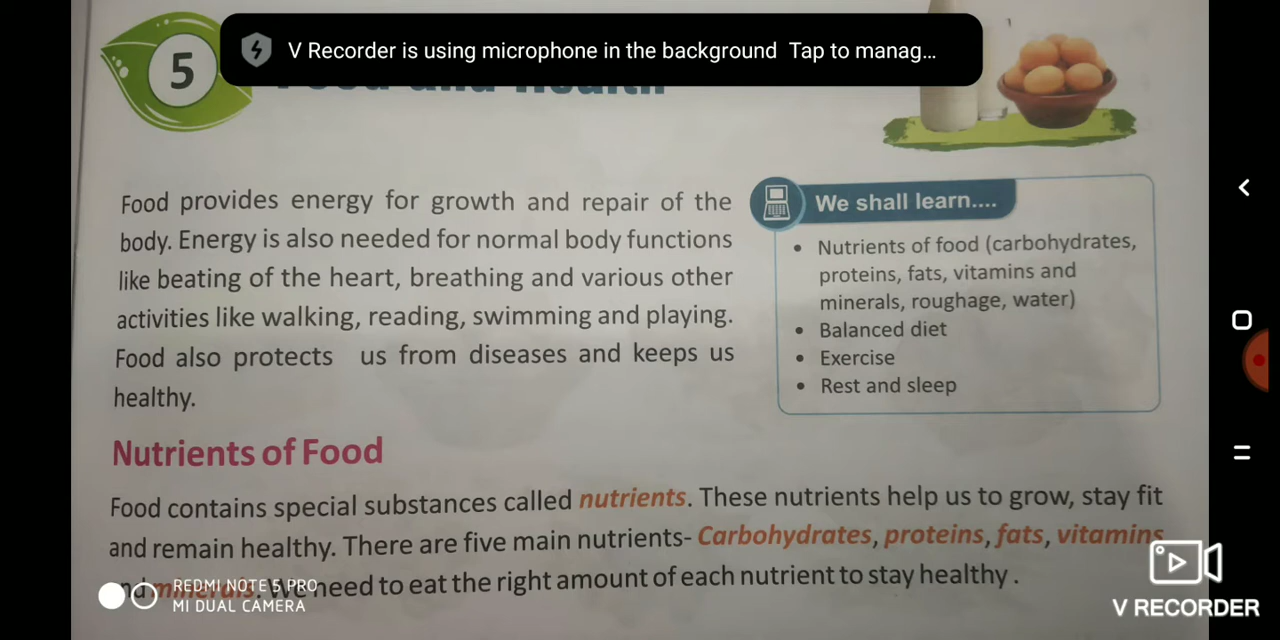 5
V Recorder is using microphone in the background Tap to manag...
Food and Health
Food provides energy for growth and repair of the
body. Energy is also needed for normal body functions
like beating of the heart, breathing and various other
activities like walking, reading, swimming and playing.
Food also protects us from diseases and keeps us
healthy.
We shall learn....
• Nutrients of food (carbohydrates,
proteins, fats, vitamins and
minerals, roughage, water)
• Balanced diet
• Exercise
• Rest and sleep
Nutrients of Food
Food contains special substances called nutrients. These nutrients help us to grow, stay fit
and remain healthy. There are five main nutrients- Carbohydrates, proteins, fats, vitamins
and minerals. We need to eat the right amount of each nutrient to stay healthy .
REDMI NOTE 5 PRO
MI DUAL CAMERA
V RECORDER